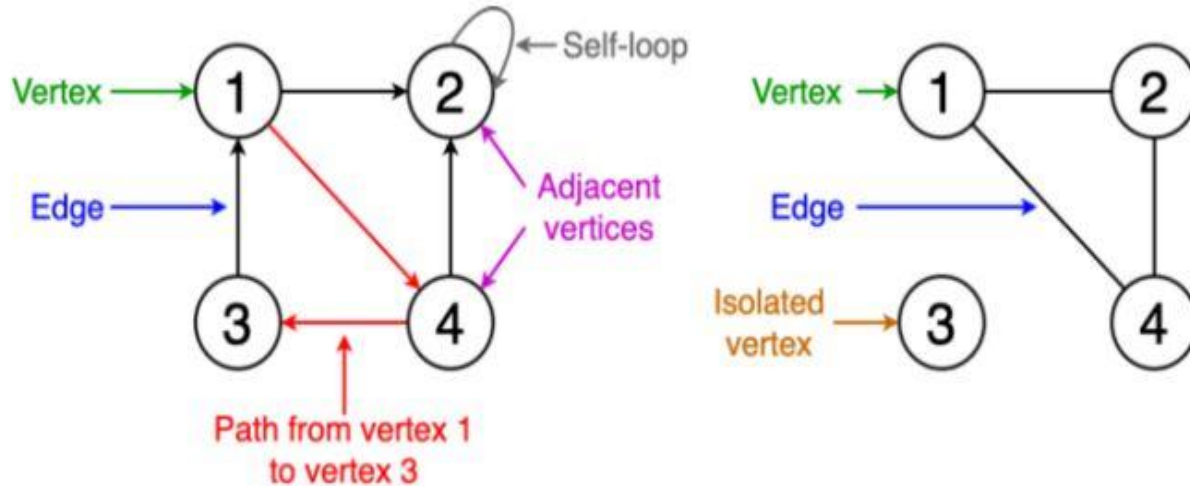 Self-loop
Vertex
1
2
Vertex
1
2
Adjacent
vertices
Edge
Edge
3
4
Isolated
vertex
3
4
Path from vertex 1
to vertex 3